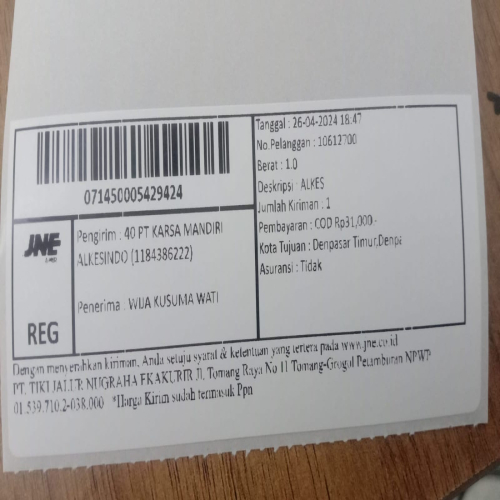 071450005429424
JNE
REG
Pengirim : 40 PT KARSA MANDIRI
ALKESINDO (1184386222)
Penerima : WIJA KUSUMA WATI
Tanggal : 26-04-2024 18:47
No.Pelanggan : 10612700
Berat : 1.0
Deskripsi : ALKES
Jumlah Kiriman : 1
Pembayaran : COD Rp31,000,-
Kota Tujuan : Denpasar Timur,Denpa
Asuransi : Tidak
Dengan menyerahkan kiriman, Anda setuju syarat & ketentuan yang tertera pada www.jne.co.id
PT. TIKI JALUR NUGRAHA EKAKURIR Jl. Tomang Raya No 11 Tomang-Grogol Petamburan NPWP
01.539.710.2-038.000 *Harga Kirim sudah termasuk Ppn